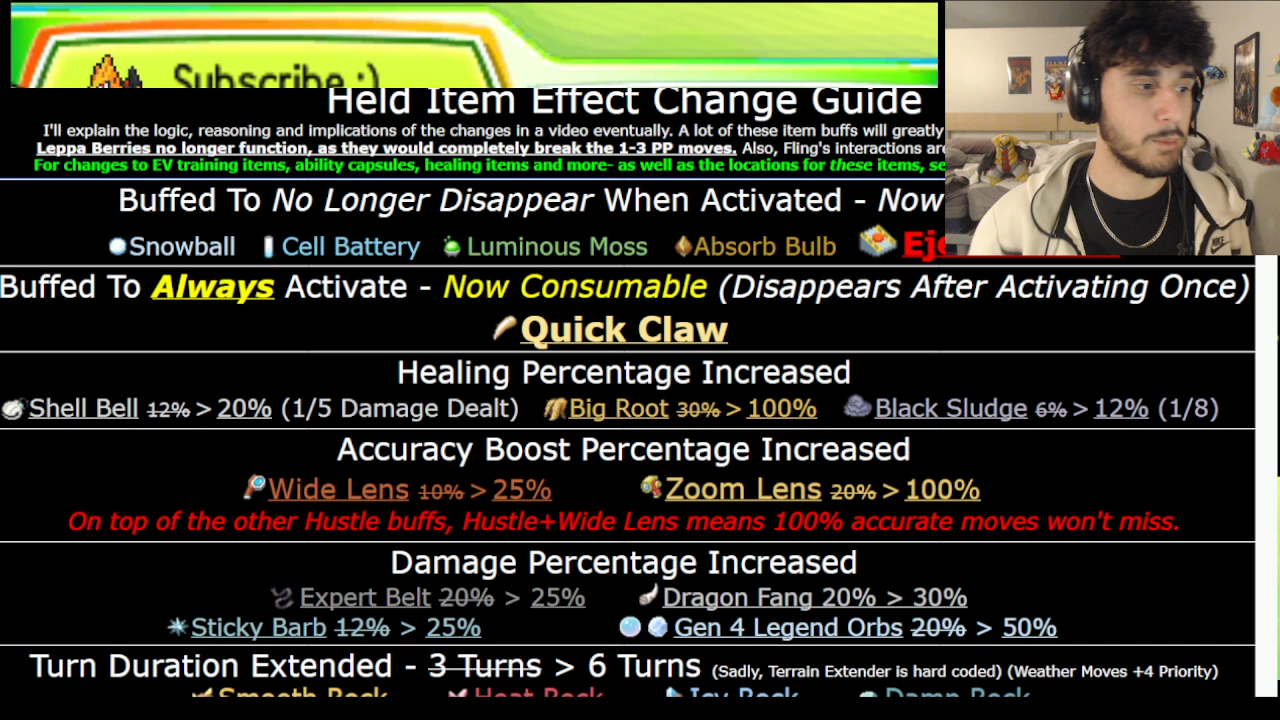 Subscribe :)
Held Item Effect Change Guide
I'll explain the logic, reasoning and implications of the changes in a video eventually. A lot of these item buffs will greatly
Leppa Berries no longer function, as they would completely break the 1-3 PP moves. Also, Fling's interactions are
For changes to EV training items, ability capsules, healing items and more- as well as the locations for these items,
Buffed To No Longer Disappear When Activated - Now
Snowball Cell Battery Luminous Moss Absorb Bulb
Buffed To Always Activate - Now Consumable (Disappears After Activating Once)
Quick Claw
Healing Percentage Increased
Shell Bell 12% > 20% (1/5 Damage Dealt) Big Root 30% > 100% Black Sludge 6% > 12% (1/8)
Accuracy Boost Percentage Increased
Wide Lens 10% > 25% Zoom Lens 20% > 100%
On top of the other Hustle buffs, Hustle+Wide Lens means 100% accurate moves won't miss.
Damage Percentage Increased
Expert Belt 20% > 25% Dragon Fang 20% > 30%
Sticky Barb 12% > 25% Gen 4 Legend Orbs 20% > 50%
Turn Duration Extended - 3 Turns > 6 Turns (Sadly, Terrain Extender is hard coded) (Weather Moves +4 Priority)
Smooth Rock Heat Rock Icy Rock Damp Rock